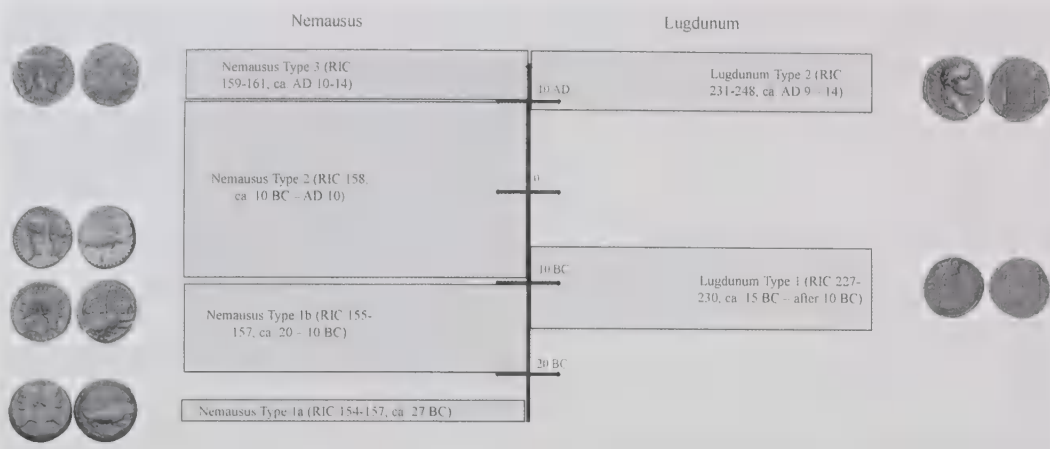 Nemausus
Lugdunum
Nemausus Type 3 (RIC
159-161, ca AD 10-14)
Lugdunum Type 2 (RIC
231-248, ca AD 9 - 14)
10 AD
Nemausus Type 2 (RIC 158,
ca 10 BC – AD 10)
0
10 BC
Lugdunum Type 1 (RIC 227-
230, ca 15 BC – after 10 BC)
Nemausus Type 1b (RIC 155-
157, ca 20 - 10 BC)
20 BC
Nemausus Type 1a (RIC 154-157, ca 27 BC)